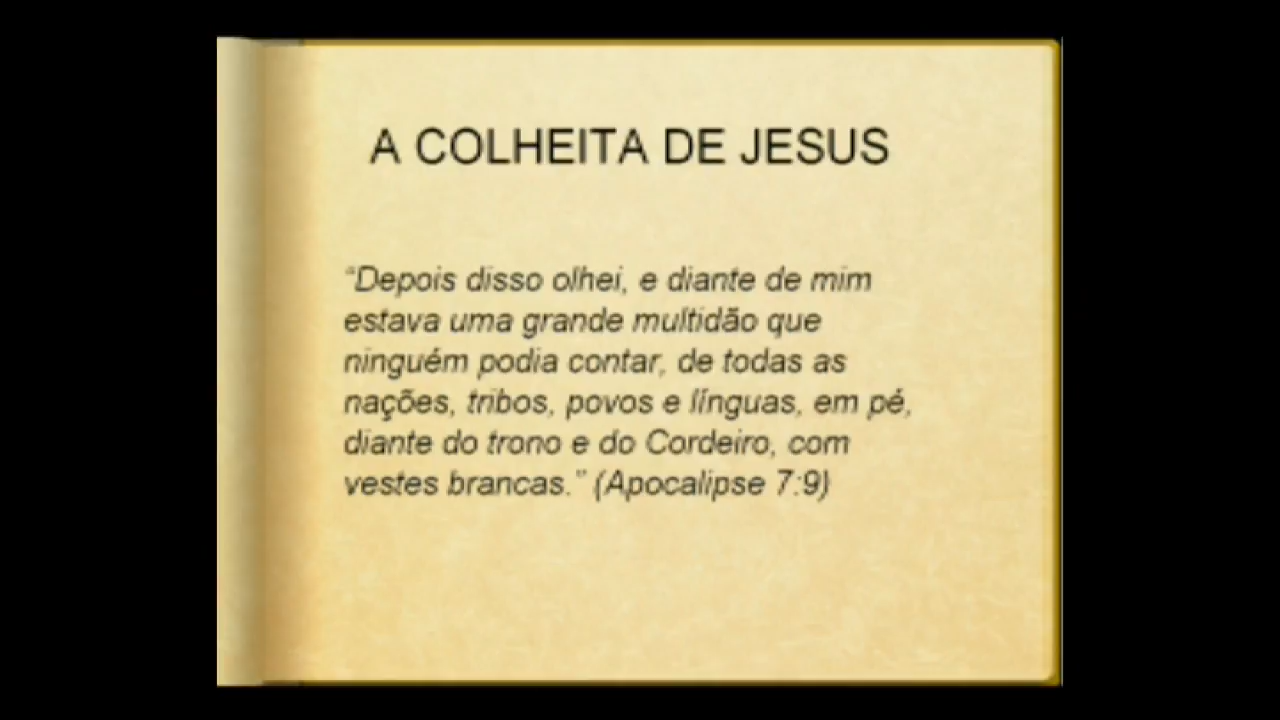 A COLHEITA DE JESUS
“Depois disso olhei, e diante de mim
estava uma grande multidão que
ninguém podia contar, de todas as
nações, tribos, povos e línguas, em pé,
diante do trono e do Cordeiro, com
vestes brancas.” (Apocalipse 7:9)